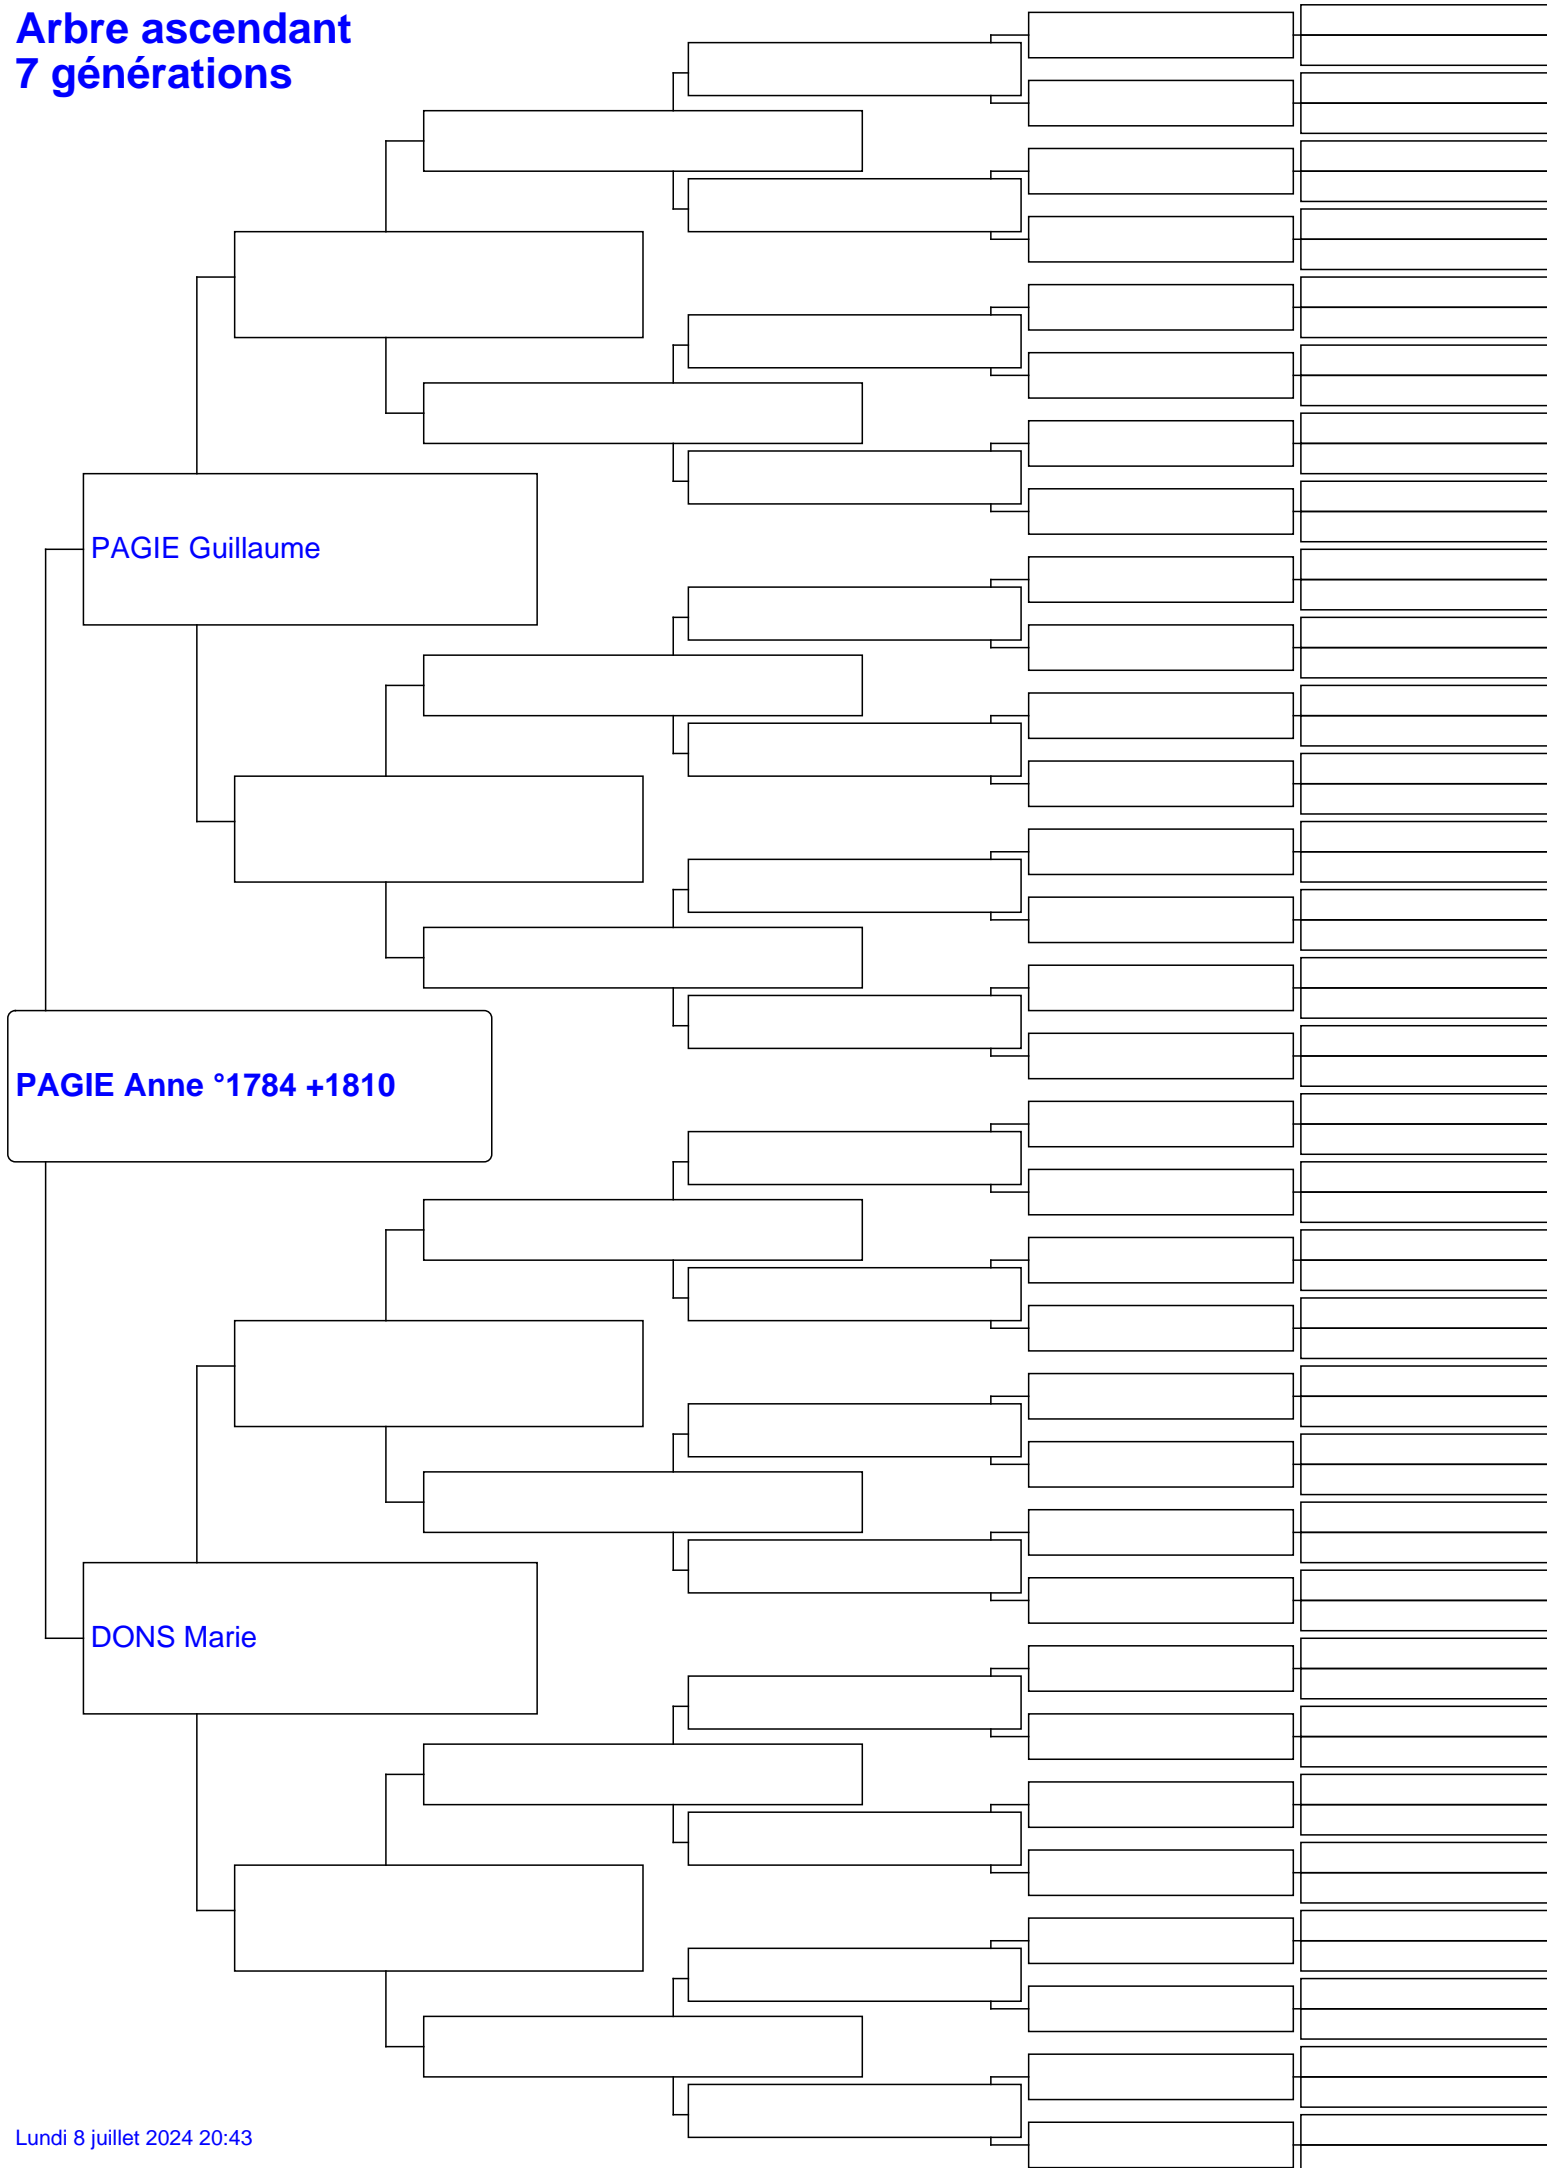 Arbre ascendant
7 générations
PAGIE Guillaume
PAGIE Anne °1784 +1810
DONS Marie
Lundi 8 juillet 2024 20:43